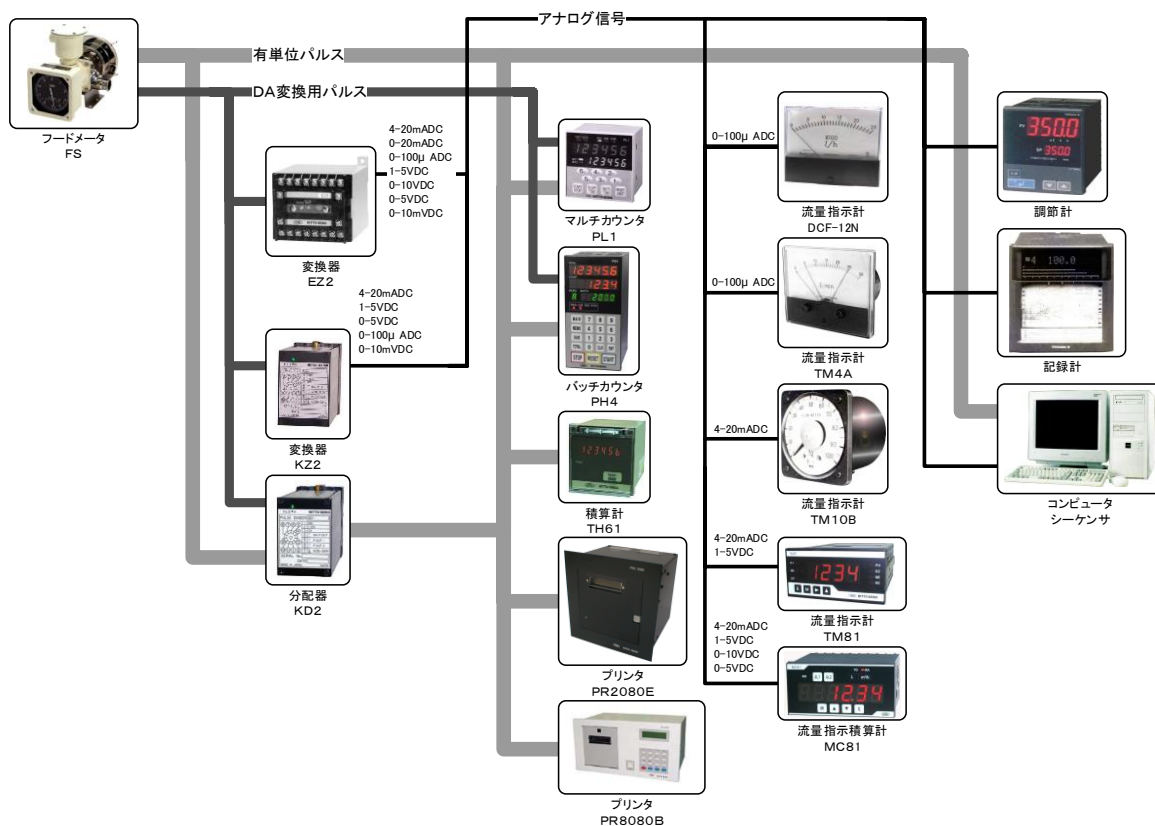 アナログ信号
有単位パルス
DA変換用パルス
フードメータ
FS
4-20mADC
0-20mADC
0-100μ ADC
1-5VDC
0-10VDC
0-5VDC
0-10mVDC
変換器
EZ2
4-20mADC
1-5VDC
0-5VDC
0-100μ ADC
0-10mVDC
変換器
KZ2
分配器
KD2
マルチカウンタ
PL1
バッチカウンタ
PH4
積算計
TH61
プリンタ
PR2080E
プリンタ
PR8080B
0-100μ ADC
流量指示計
DCF-12N
0-100μ ADC
流量指示計
TM4A
4-20mADC
流量指示計
TM10B
4-20mADC
1-5VDC
1234
流量指示計
TM81
4-20mADC
1-5VDC
0-10VDC
0-5VDC
1234
流量指示積算計
MC81
350.0
350.0
調節計
100.0
記録計
コンピュータ
シーケンサ